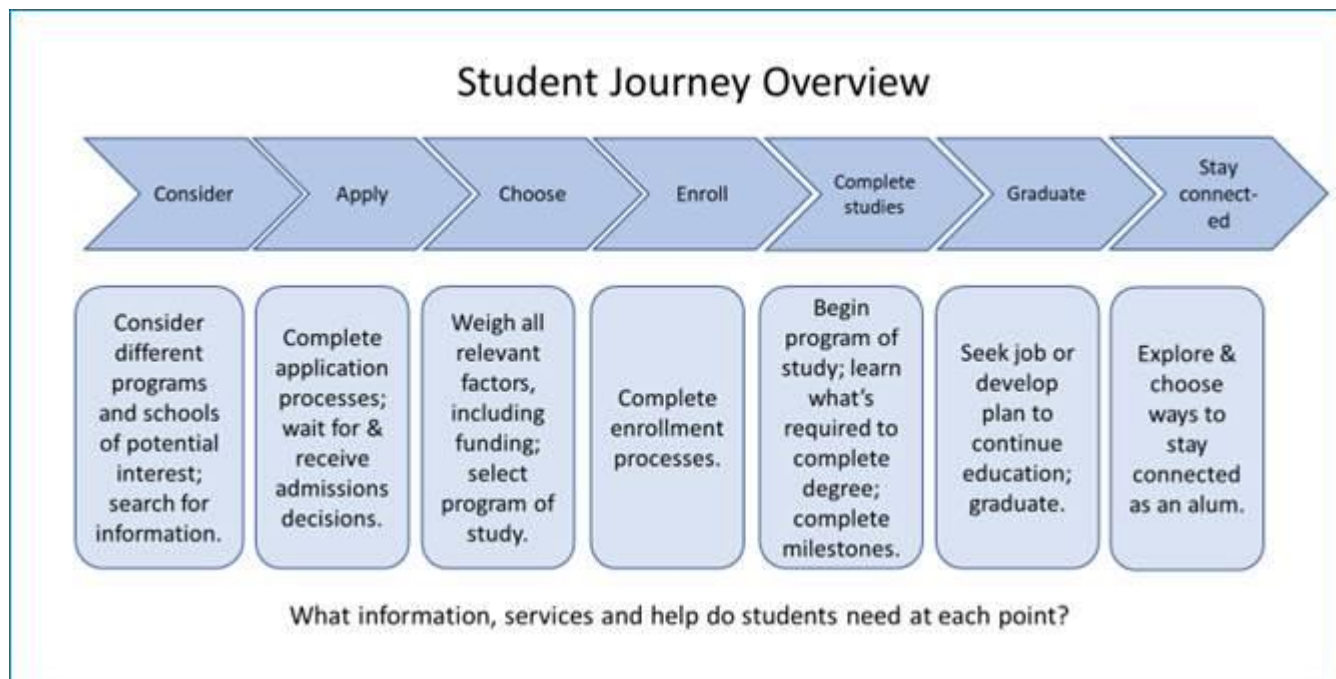 Student Journey Overview
Consider
Apply
Choose
Enroll
Complete
studies
Graduate
Stay
connect-
ed
Consider
different
programs
and schools
of potential
interest;
search for
information.
Complete
application
processes;
wait for &
receive
admissions
decisions.
Weigh all
relevant
factors,
including
funding;
select
program of
study.
Complete
enrollment
processes.
Begin
program of
study; learn
what's
required to
complete
degree;
complete
milestones.
Seek job or
develop
plan to
continue
education;
graduate.
Explore &
choose
ways to
stay
connected
as an alum.
What information, services and help do students need at each point?